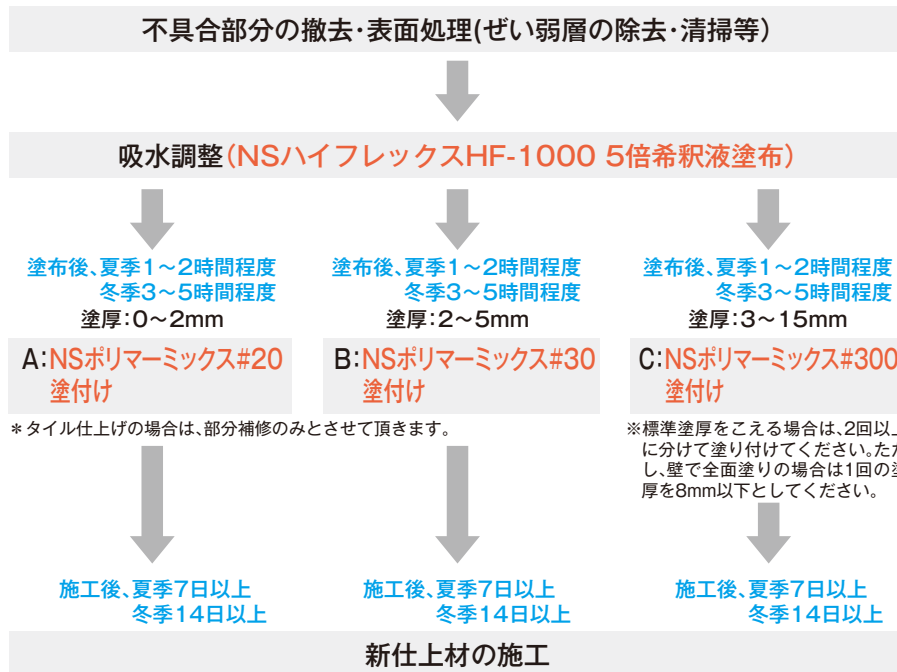 不具合部分の撤去・表面処理(ぜい弱層の除去・清掃等)
吸水調整(NSハイフレックスHF-1000 5倍希釈液塗布)
塗布後、夏季1～2時間程度
冬季3～5時間程度
塗厚:0～2mm
A:NSポリマーミックス#20
塗付け
塗布後、夏季1～2時間程度
冬季3～5時間程度
塗厚:2～5mm
B:NSポリマーミックス#30
塗付け
塗布後、夏季1～2時間程度
冬季3～5時間程度
塗厚:3～15mm
C:NSポリマーミックス#300
塗付け
＊タイル仕上げの場合は、部分補修のみとさせて頂きます。
※標準塗厚をこえる場合は、2回以上
に分けて塗り付けてください。ただ
し、壁で全面塗りの場合は1回の塗
厚を8mm以下としてください。
施工後、夏季7日以上
冬季14日以上
施工後、夏季7日以上
冬季14日以上
施工後、夏季7日以上
冬季14日以上
新仕上材の施工